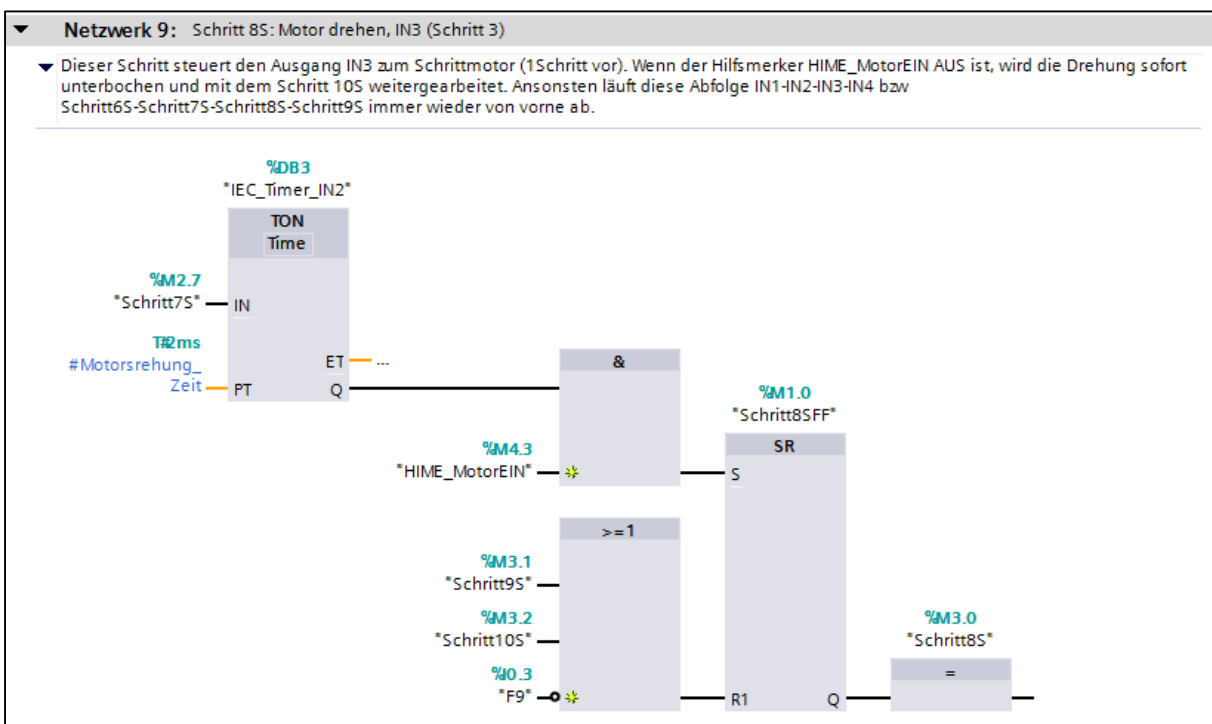 Netzwerk 9: Schritt 8S: Motor drehen, IN3 (Schritt 3)
Dieser Schritt steuert den Ausgang IN3 zum Schrittmotor (1Schritt vor). Wenn der Hilfsmerker HIME_MotorEIN AUS ist, wird die Drehung sofort
unterbochen und mit dem Schritt 10S weitergearbeitet. Ansonsten läuft diese Abfolge IN1-IN2-IN3-IN4 bzw
Schritt6S-Schritt7S-Schritt8S-Schritt9S immer wieder von vorne ab.
%DB3
"IEC_Timer_IN2"
TON
Time
%M2.7
"Schritt7S"
IN
T#2ms
#Motorsrehung_
Zeit
PT
ET
...
Q
&
%M4.3
"HIME_MotorEIN"
%M1.0
"Schritt8SFF"
SR
S
>=1
%M3.1
"Schritt9S"
%M3.2
"Schritt10S"
%I0.3
"F9"
R1
Q
%M3.0
"Schritt8S"
=